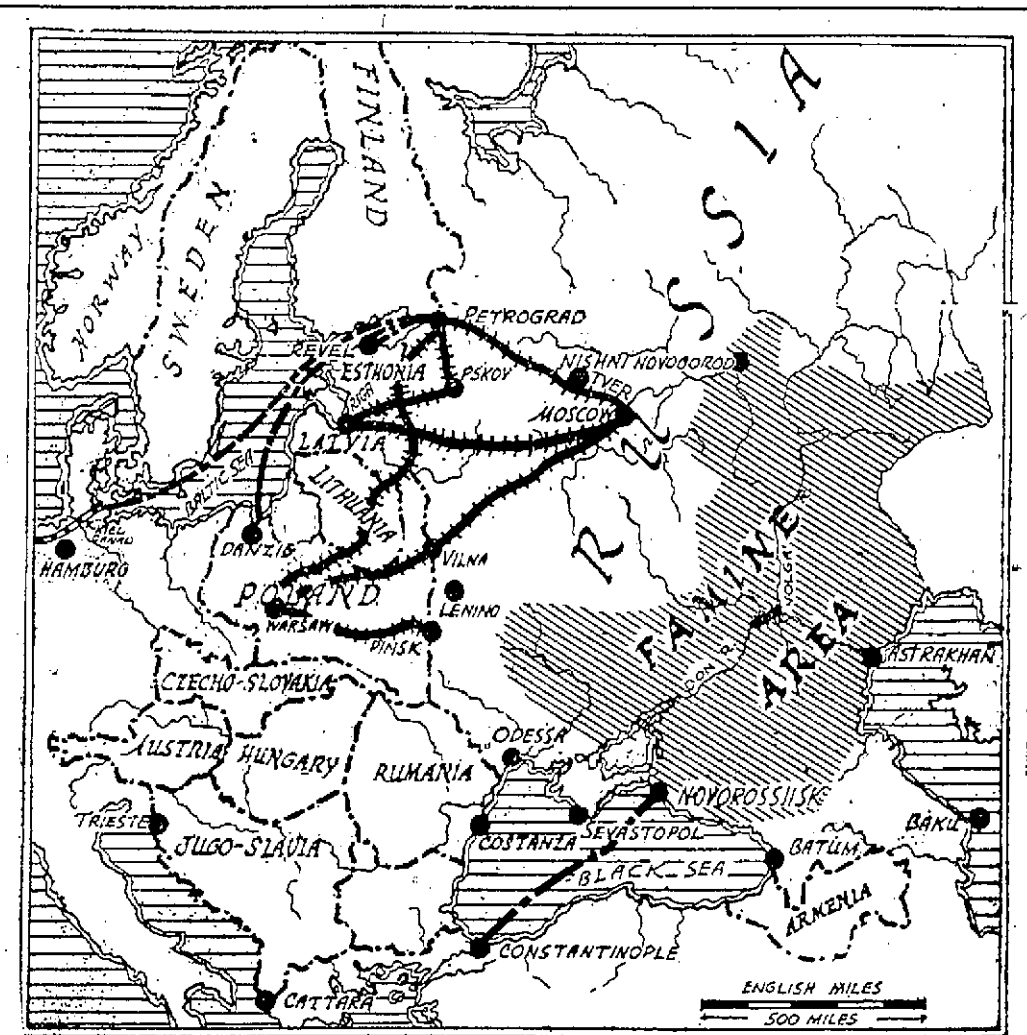 FINLAND
RUSSIA
NORWAY
SWEDEN
PETROGRAD
REVEL
ESTHONIA
PSKOV
NISHNI NOVOGOROD
TVER
MOSCOW
RIGA
LATVIA
LITHUANIA
BALTIC SEA
KIEL
CANAL
HAMBURG
DANZIG
VILNA
POLAND
LENINO
WARSAW
PINSK
FAMINE
AREA
VOLGA
DON R.
ASTRAKHAN
CZECHO-SLOVAKIA
AUSTRIA
HUNGARY
RUMANIA
ODESSA
NOVOROSSIISK
TRIESTE
JUGO-SLAVIA
COSTANZA
SEVASTOPOL
BATUM
BAKU
BLACK SEA
ARMENIA
CONSTANTINOPLE
CATTARA
ENGLISH MILES
500 MILES